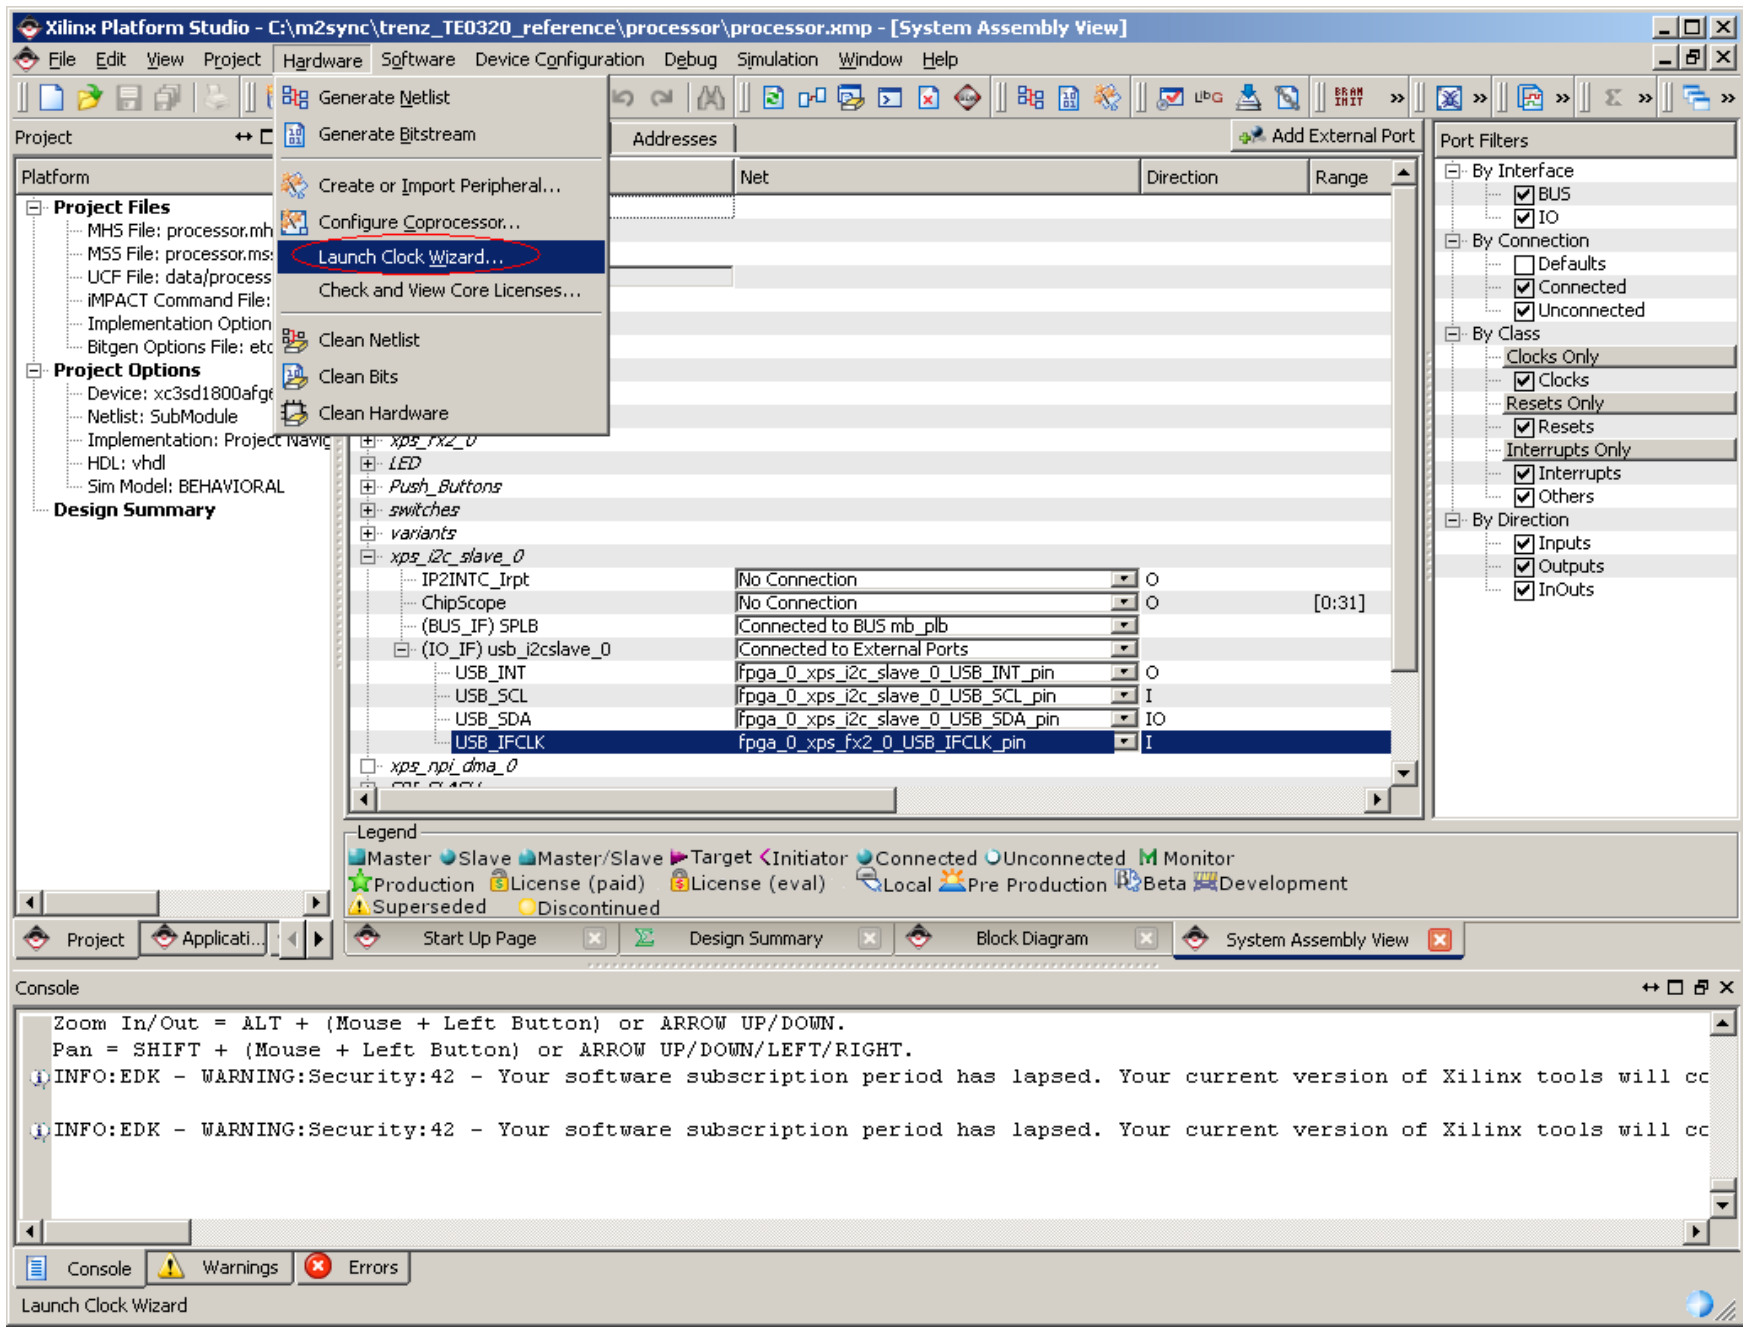 Xilinx Platform Studio - C:\m2sync\trenz_TE0320_reference\processor\processor.xmp - [System Assembly View]
File Edit View Project Hardware Software Device Configuration Debug Simulation Window Help
Generate Netlist
Generate Bitstream
Create or Import Peripheral...
Configure Coprocessor...
Launch Clock Wizard...
Check and View Core Licenses...
Clean Netlist
Clean Bits
Clean Hardware
Project
Platform
Project Files
MHS File: processor.mh
MSS File: processor.ms
UCF File: data/process
iMPACT Command File:
Implementation Option
Bitgen Options File: etc
Project Options
Device: xc3sd1800afg
Netlist: SubModule
Implementation: Project Navig
HDL: vhdl
Sim Model: BEHAVIORAL
Design Summary
Addresses
Add External Port
Net Direction Range
xps_fx2_0
LED
Push_Buttons
switches
variants
xps_i2c_slave_0
IP2INTC_Irpt No Connection O
ChipScope No Connection O [0:31]
(BUS_IF) SPLB Connected to BUS mb_plb
(IO_IF) usb_i2cslave_0 Connected to External Ports
USB_INT fpga_0_xps_i2c_slave_0_USB_INT_pin O
USB_SCL fpga_0_xps_i2c_slave_0_USB_SCL_pin I
USB_SDA fpga_0_xps_i2c_slave_0_USB_SDA_pin IO
USB_IFCLK fpga_0_xps_fx2_0_USB_IFCLK_pin I
xps_npi_dma_0
Port Filters
By Interface
BUS
IO
By Connection
Defaults
Connected
Unconnected
By Class
Clocks Only
Clocks
Resets Only
Resets
Interrupts Only
Interrupts
Others
By Direction
Inputs
Outputs
InOuts
Legend
Master Slave Master/Slave Target Initiator Connected Unconnected M Monitor
Production License (paid) License (eval) Local Pre Production Beta Development
Superseded Discontinued
Project Applicati...
Start Up Page Design Summary Block Diagram System Assembly View
Console
Zoom In/Out = ALT + (Mouse + Left Button) or ARROW UP/DOWN.
Pan = SHIFT + (Mouse + Left Button) or ARROW UP/DOWN/LEFT/RIGHT.
INFO:EDK - WARNING:Security:42 - Your software subscription period has lapsed. Your current version of Xilinx tools will co
INFO:EDK - WARNING:Security:42 - Your software subscription period has lapsed. Your current version of Xilinx tools will co
Console Warnings Errors
Launch Clock Wizard